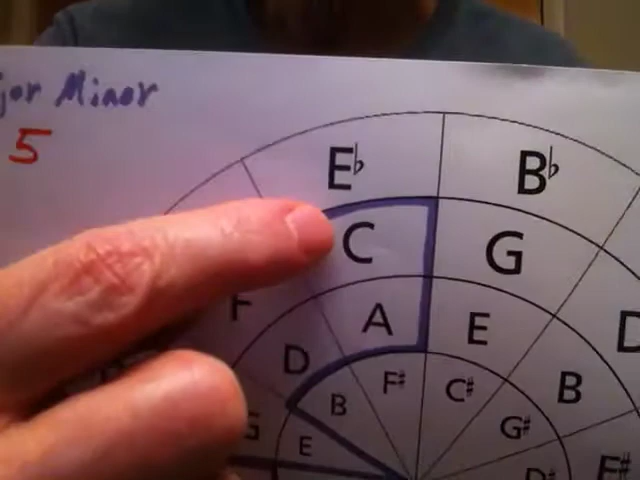 jor Minor
5
E♭ B♭
C G
F A E D
D F# C# B
B G#
G E D# F#